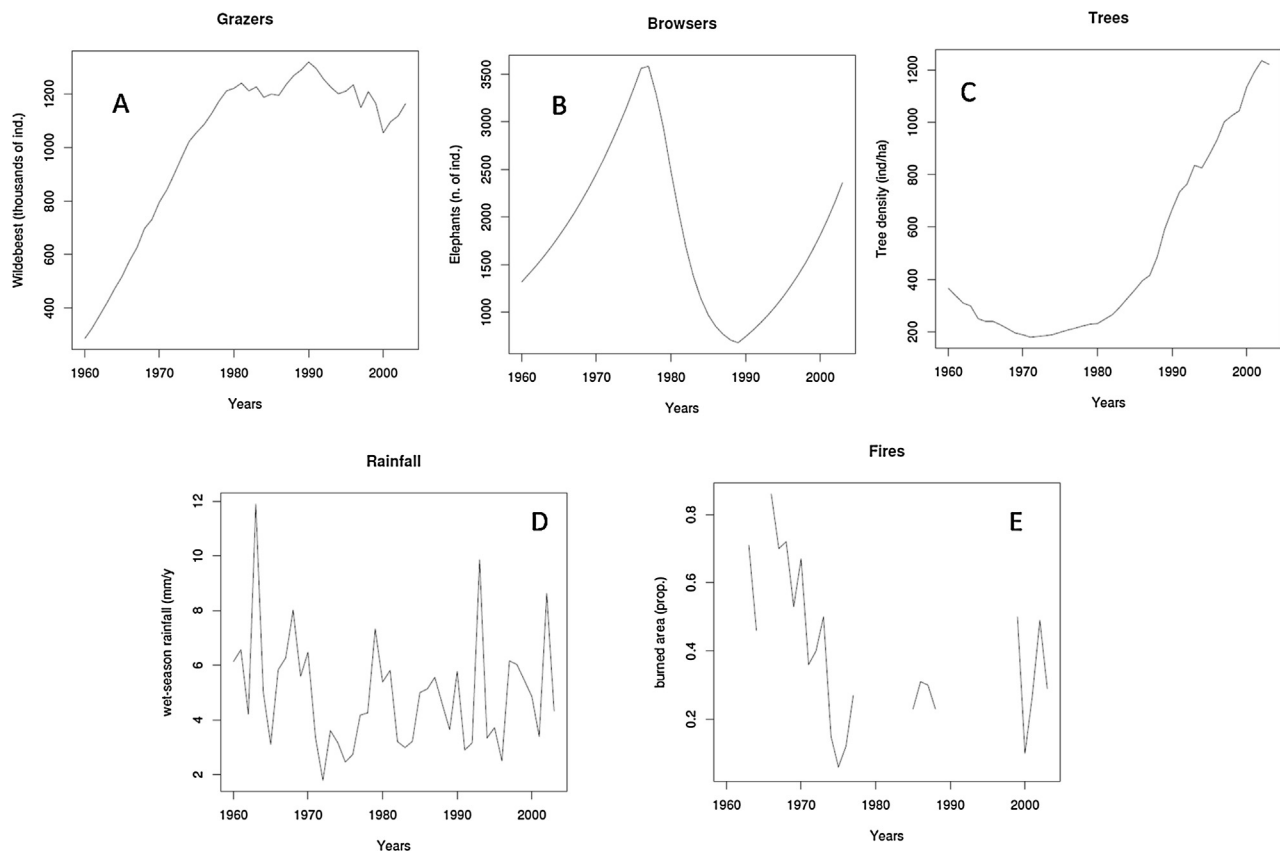 Grazers
A
Wildebeest (thousands of ind.)
400
600
800
1000
1200
1960
1970
1980
1990
2000
Years
Browsers
B
Elephants (n. of ind.)
1000
1500
2000
2500
3000
3500
1960
1970
1980
1990
2000
Years
Trees
C
Tree density (ind/ha)
200
400
600
800
1000
1200
1960
1970
1980
1990
2000
Years
Rainfall
D
wet-season rainfall (mm/y)
2
4
6
8
10
12
1960
1970
1980
1990
2000
Years
Fires
E
burned area (prop.)
0.2
0.4
0.6
0.8
1960
1970
1980
1990
2000
Years